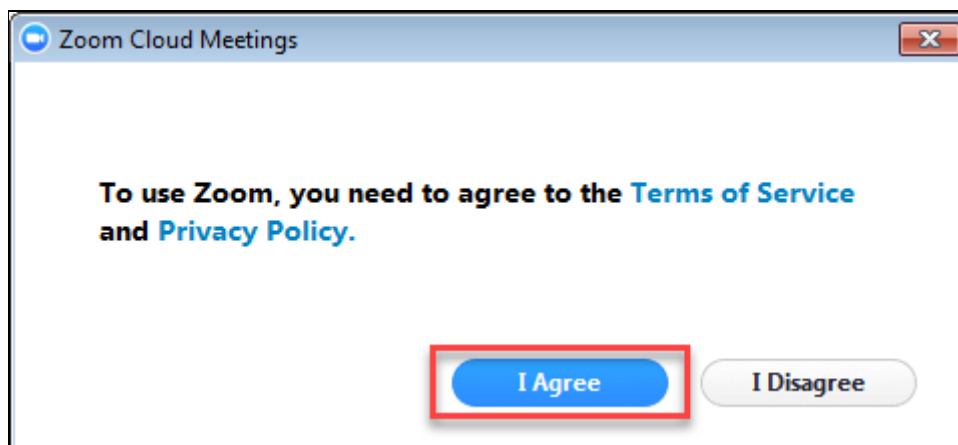 Zoom Cloud Meetings
To use Zoom, you need to agree to the Terms of Service
and Privacy Policy.
I Agree
I Disagree